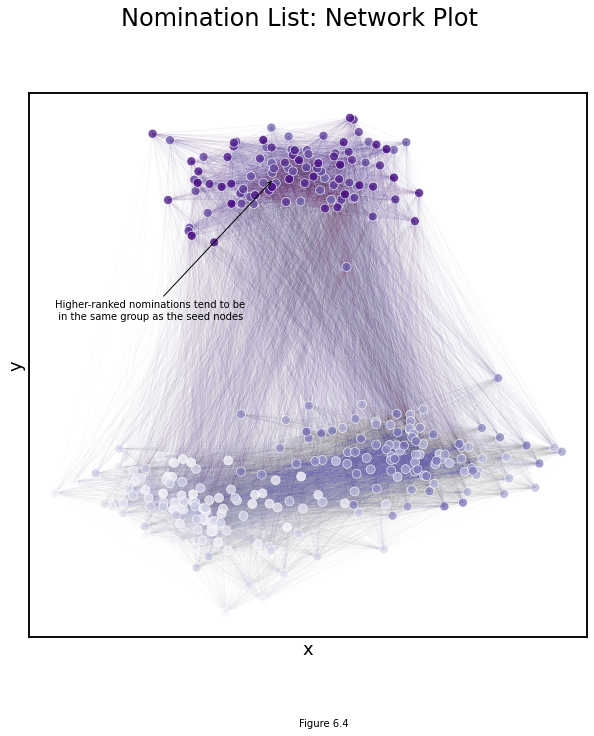 Nomination List: Network Plot
Higher-ranked nominations tend to be
in the same group as the seed nodes
y
x
Figure 6.4